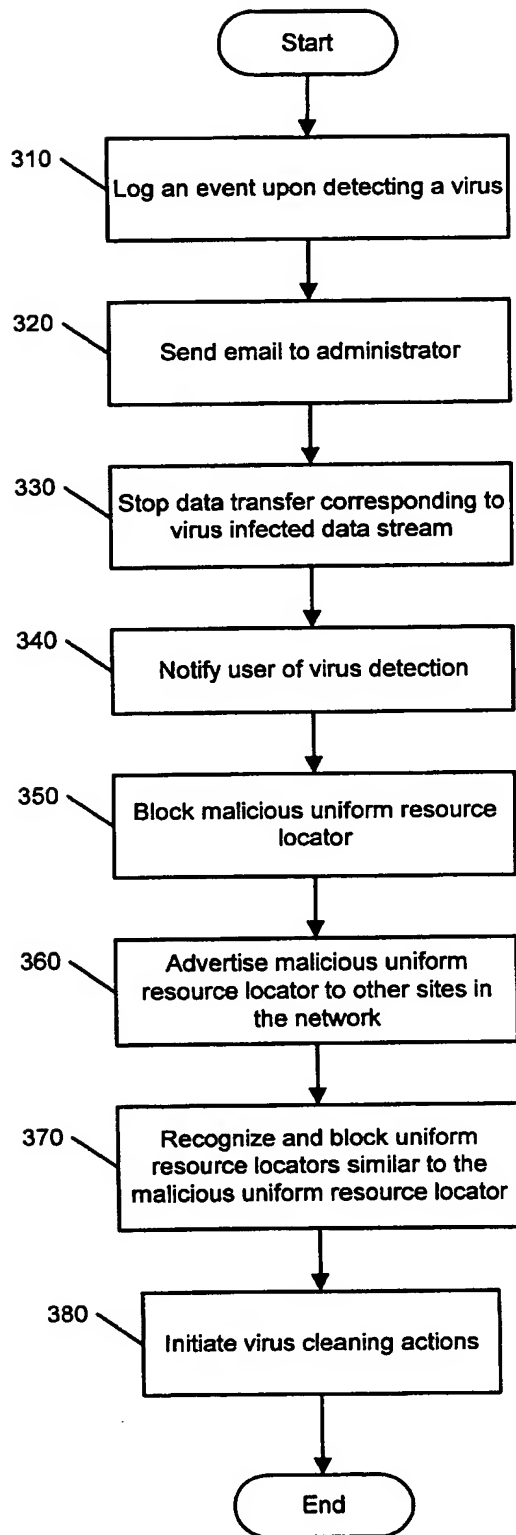 Start
310
Log an event upon detecting a virus
320
Send email to administrator
330
Stop data transfer corresponding to
virus infected data stream
340
Notify user of virus detection
350
Block malicious uniform resource
locator
360
Advertise malicious uniform
resource locator to other sites in
the network
370
Recognize and block uniform
resource locators similar to the
malicious uniform resource locator
380
Initiate virus cleaning actions
End